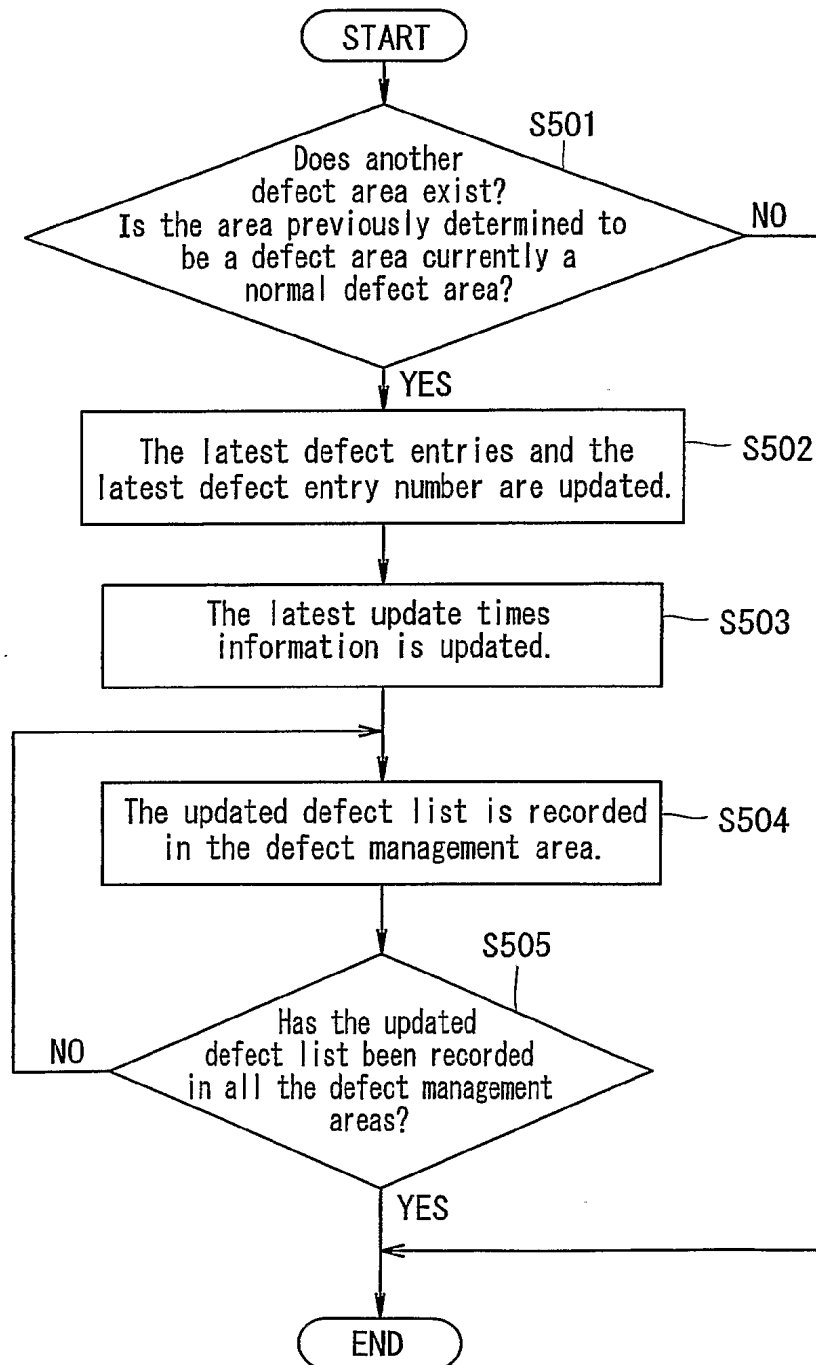 START
S501
Does another
defect area exist?
Is the area previously determined to
be a defect area currently a
normal defect area?
NO
YES
The latest defect entries and the
latest defect entry number are updated.
S502
The latest update times
information is updated.
S503
The updated defect list is recorded
in the defect management area.
S504
S505
Has the updated
defect list been recorded
in all the defect management
areas?
NO
YES
END